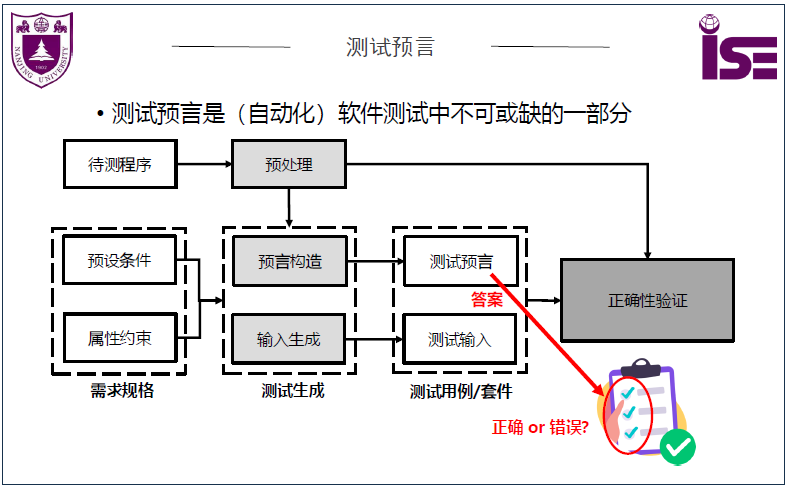 测试预言
NANJING UNIVERSITY
1902
iSE
• 测试预言是（自动化）软件测试中不可或缺的一部分
待测程序
预处理
预设条件
预言构造
测试预言
正确性验证
答案
属性约束
输入生成
测试输入
需求规格
测试生成
测试用例/套件
正确 or 错误?